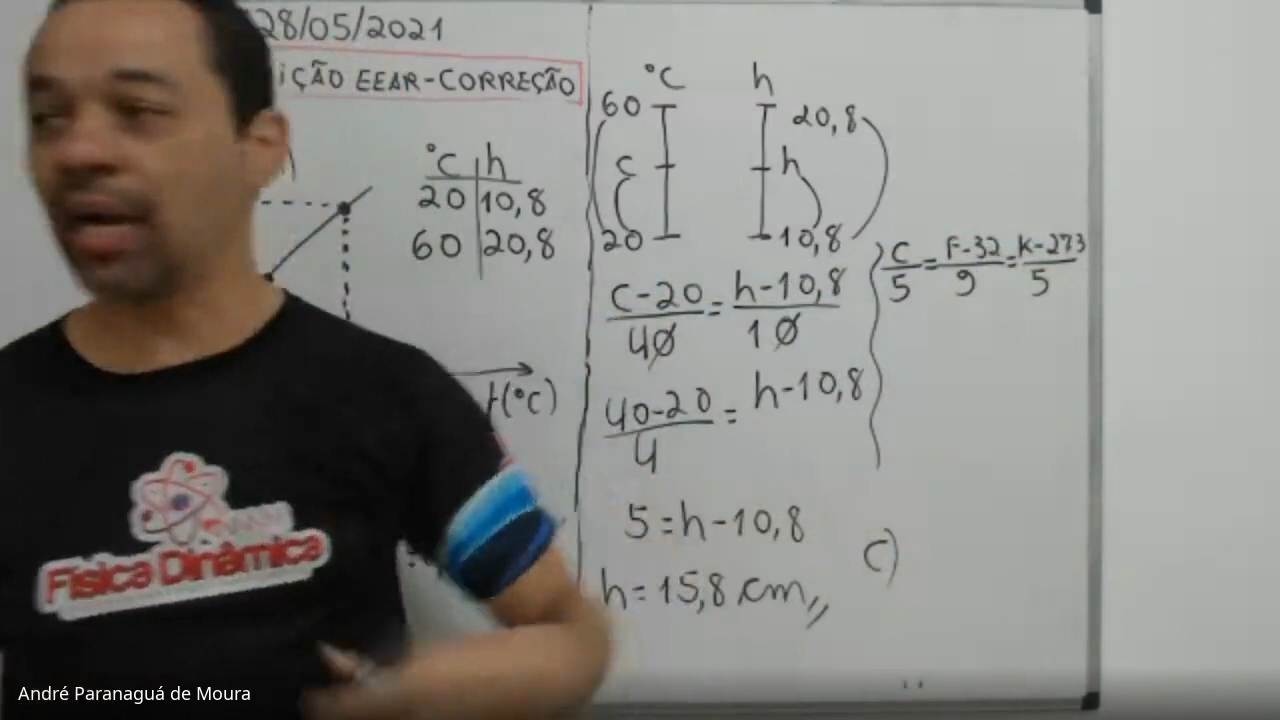 28/05/2021
IÇÃO EEAR-CORREÇÃO
°C h
20 10,8
60 20,8
t(°C)
°C h
60 20,8
C h
20 10,8
C-20/40 = h-10,8/10
40-20/4 = h-10,8
5=h-10,8
h=15,8 cm,,
C/5 = F-32/9 = K-273/5
c)
Física Dinâmica
André Paranaguá de Moura